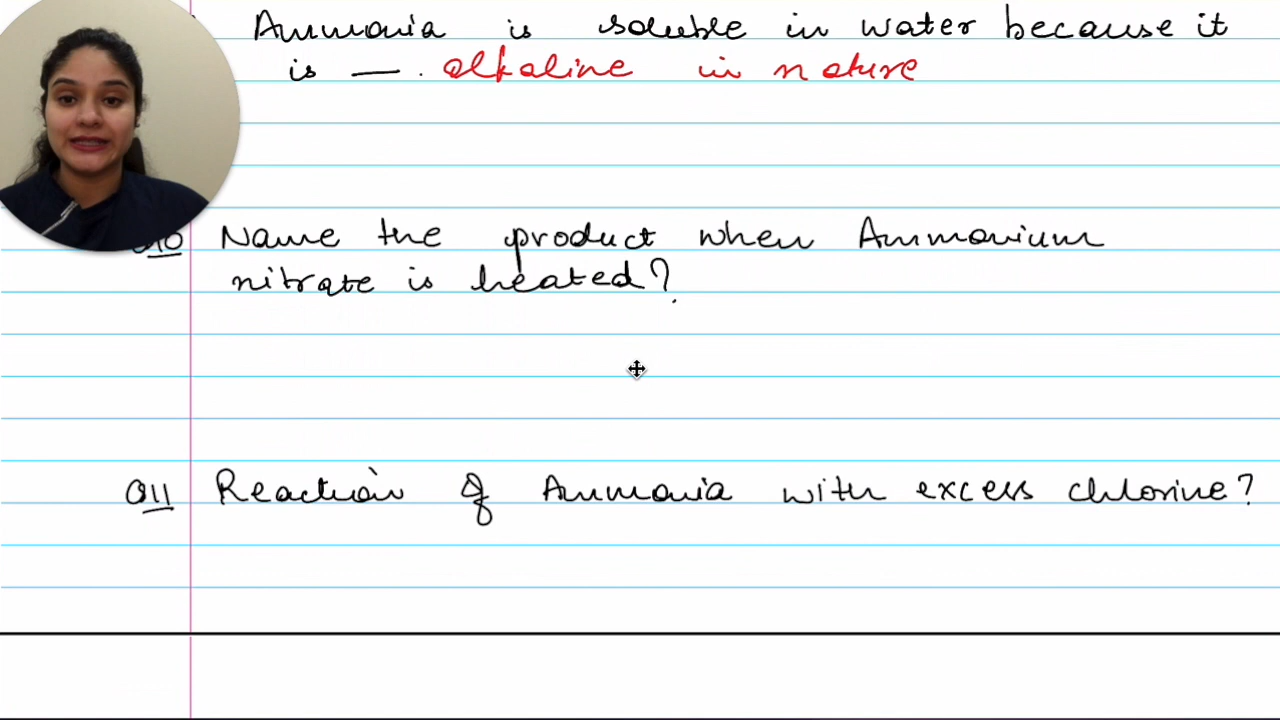 Ammonia is soluble in water because it
is — . alkaline in nature
Q10 Name the product when Ammonium
nitrate is heated?
Q11 Reaction of Ammonia with excess chlorine?